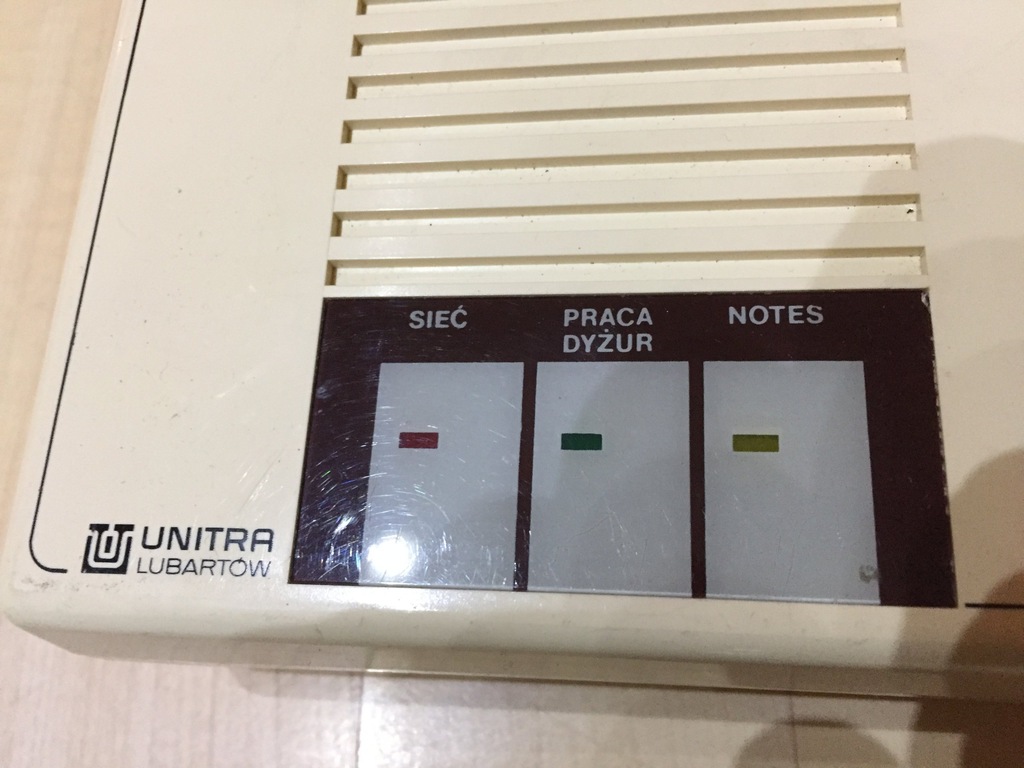 SIEĆ
PRACA
DYŻUR
NOTES
UNITRA
LUBARTÓW